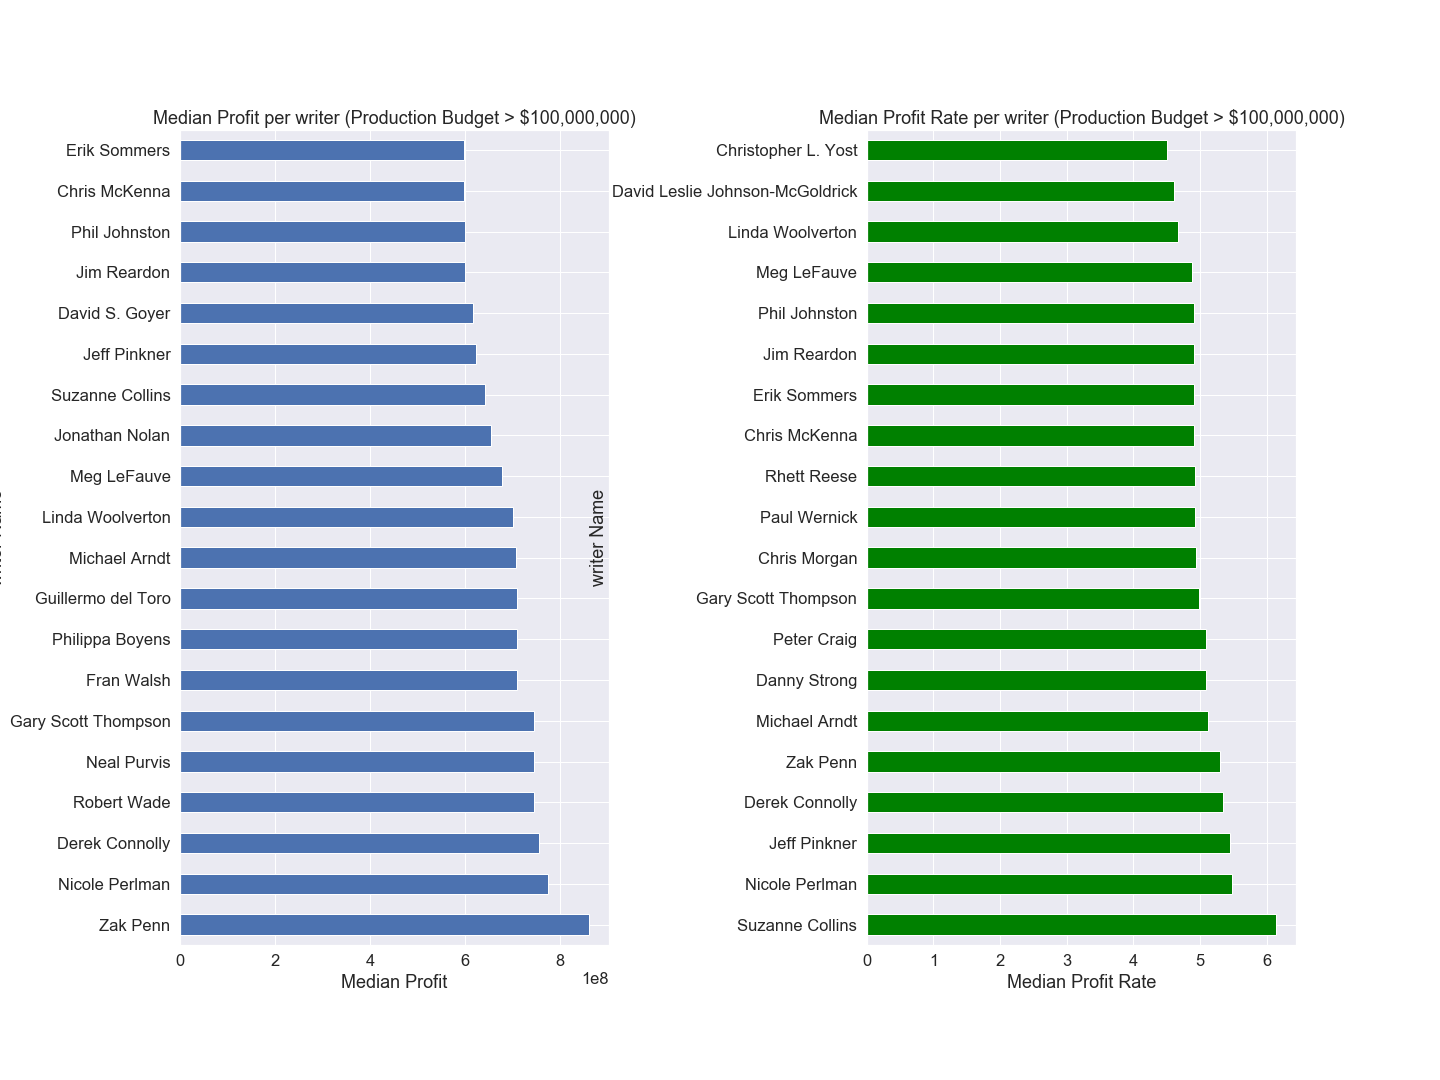 Median Profit per writer (Production Budget > $100,000,000)
Erik Sommers
Chris McKenna
Phil Johnston
Jim Reardon
David S. Goyer
Jeff Pinkner
Suzanne Collins
Jonathan Nolan
Meg LeFauve
Linda Woolverton
Michael Arndt
Guillermo del Toro
Philippa Boyens
Fran Walsh
Gary Scott Thompson
Neal Purvis
Robert Wade
Derek Connolly
Nicole Perlman
Zak Penn
0 2 4 6 8
1e8
Median Profit
Median Profit Rate per writer (Production Budget > $100,000,000)
writer Name
Christopher L. Yost
David Leslie Johnson-McGoldrick
Linda Woolverton
Meg LeFauve
Phil Johnston
Jim Reardon
Erik Sommers
Chris McKenna
Rhett Reese
Paul Wernick
Chris Morgan
Gary Scott Thompson
Peter Craig
Danny Strong
Michael Arndt
Zak Penn
Derek Connolly
Jeff Pinkner
Nicole Perlman
Suzanne Collins
0 1 2 3 4 5 6
Median Profit Rate